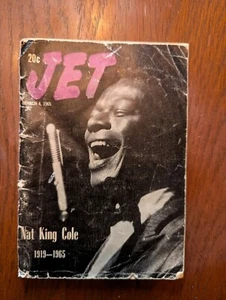 20¢
JET
MARCH 4, 1965
Nat King Cole
1919—1965